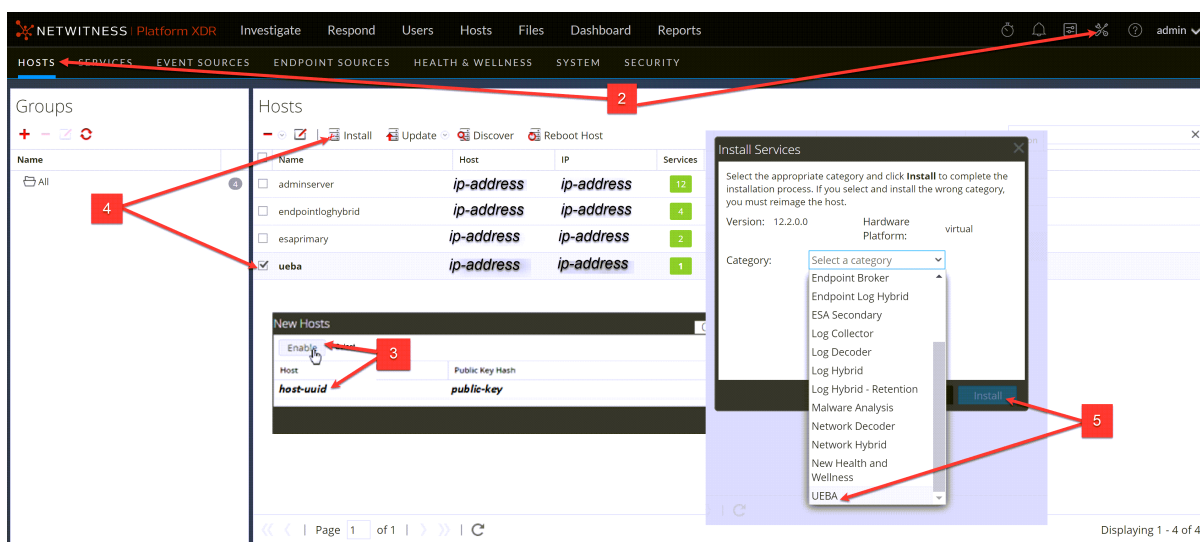 NETWITNESS Platform XDR Investigate Respond Users Hosts Files Dashboard Reports admin
HOSTS SERVICES EVENT SOURCES ENDPOINT SOURCES HEALTH & WELLNESS SYSTEM SECURITY
2
Groups
Name
All 4
Hosts
Install Update Discover Reboot Host
Name Host IP Services
adminserver ip-address ip-address 12
endpointloghybrid ip-address ip-address 4
esaprimary ip-address ip-address 2
ueba ip-address ip-address 1
4
New Hosts
Enable
3
Host Public Key Hash
host-uuid public-key
Install Services
Select the appropriate category and click Install to complete the
installation process. If you select and install the wrong category,
you must reimage the host.
Version: 12.2.0.0 Hardware
Platform: virtual
Category: Select a category
Endpoint Broker
Endpoint Log Hybrid
ESA Secondary
Log Collector
Log Decoder
Log Hybrid
Log Hybrid - Retention
Malware Analysis
Network Decoder
Network Hybrid
New Health and
Wellness
UEBA
Install
5
Page 1 of 1
Displaying 1 - 4 of 4